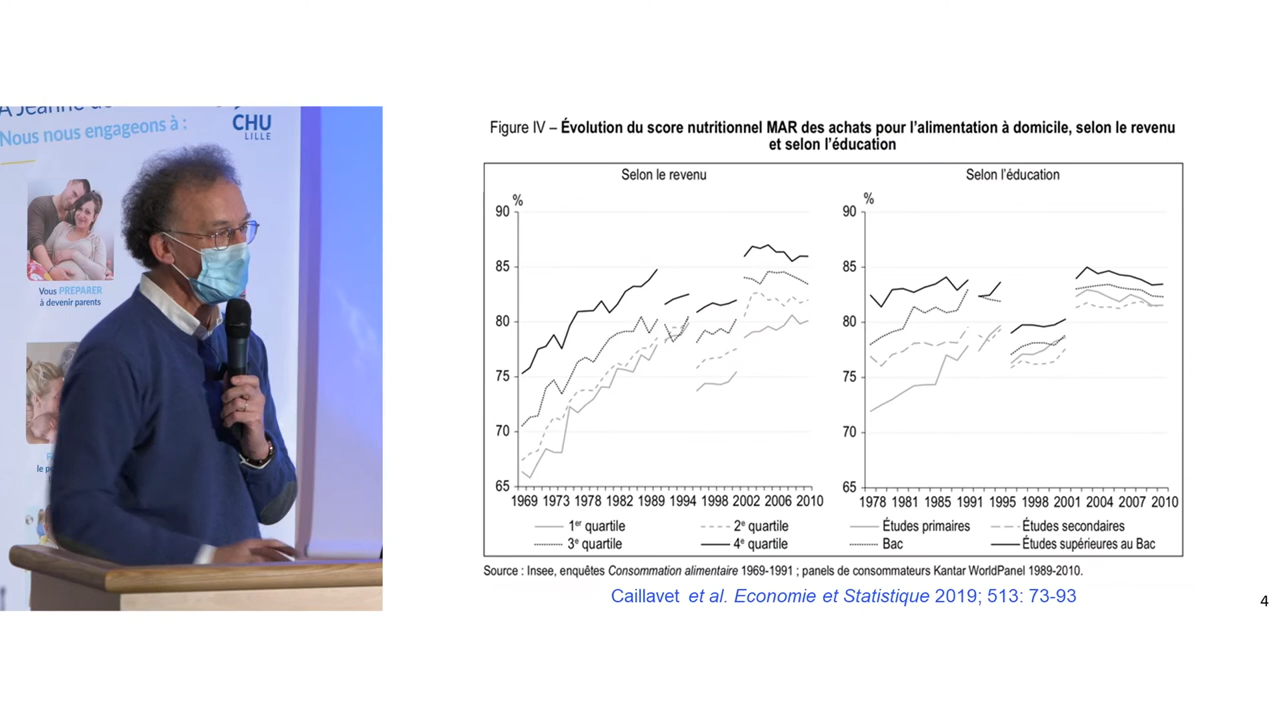 A Jeanne de
Nous nous engageons à :
CHU
LILLE
Vous PRÉPARER
à devenir parents
Figure IV – Évolution du score nutritionnel MAR des achats pour l’alimentation à domicile, selon le revenu
et selon l’éducation
Selon le revenu
%
90
85
80
75
70
65
1969 1973 1978 1982 1989 1994 1998 2002 2006 2010
1er quartile
2e quartile
3e quartile
4e quartile
Selon l’éducation
%
90
85
80
75
70
65
1978 1981 1985 1991 1995 1998 2001 2004 2007 2010
Études primaires
Études secondaires
Bac
Études supérieures au Bac
Source : Insee, enquêtes Consommation alimentaire 1969-1991 ; panels de consommateurs Kantar WorldPanel 1989-2010.
Caillavet et al. Economie et Statistique 2019; 513: 73-93
4